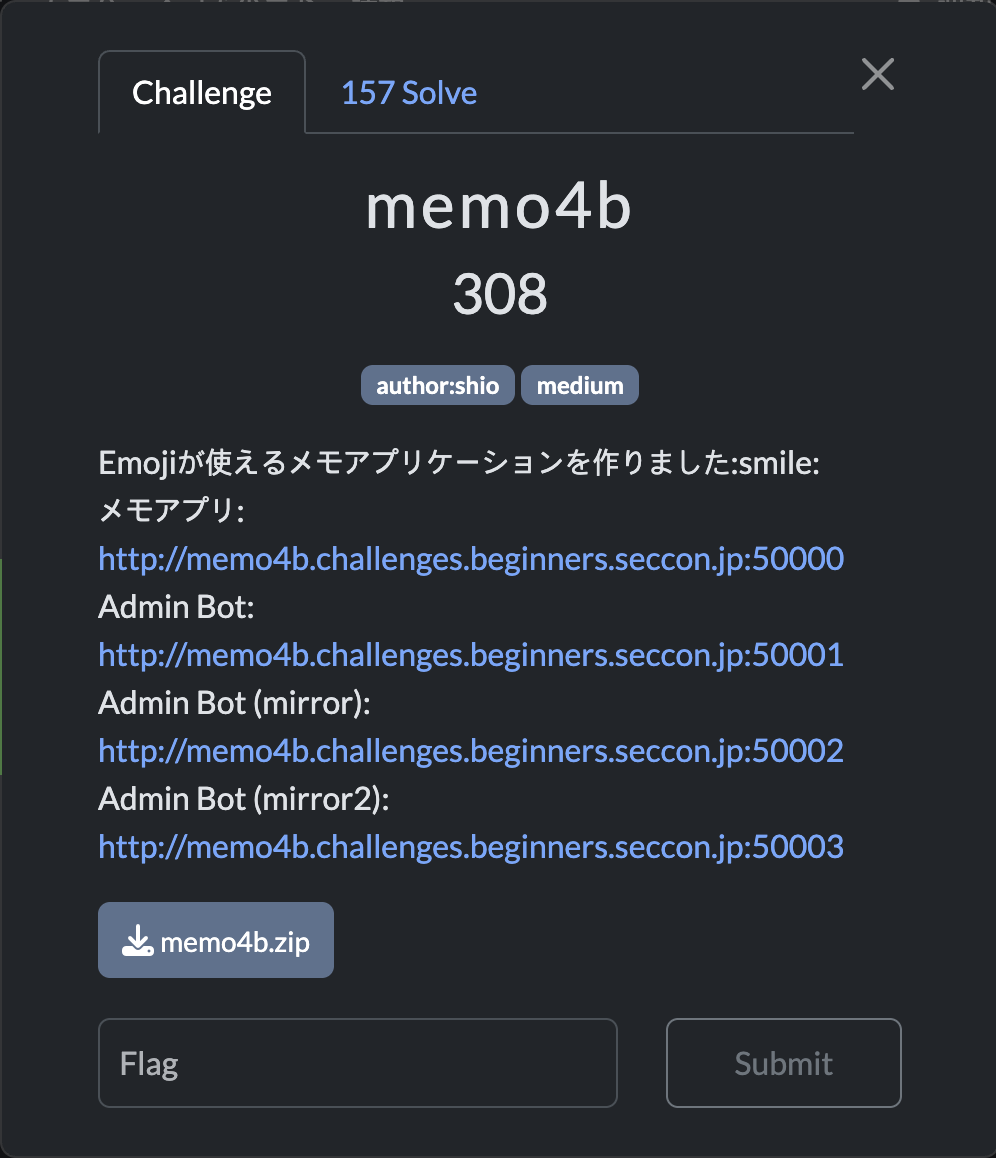 Challenge
157 Solve
memo4b
308
author:shio
medium
Emojiが使えるメモアプリケーションを作りました:smile:
メモアプリ:
http://memo4b.challenges.beginners.seccon.jp:50000
Admin Bot:
http://memo4b.challenges.beginners.seccon.jp:50001
Admin Bot (mirror):
http://memo4b.challenges.beginners.seccon.jp:50002
Admin Bot (mirror2):
http://memo4b.challenges.beginners.seccon.jp:50003
memo4b.zip
Flag
Submit